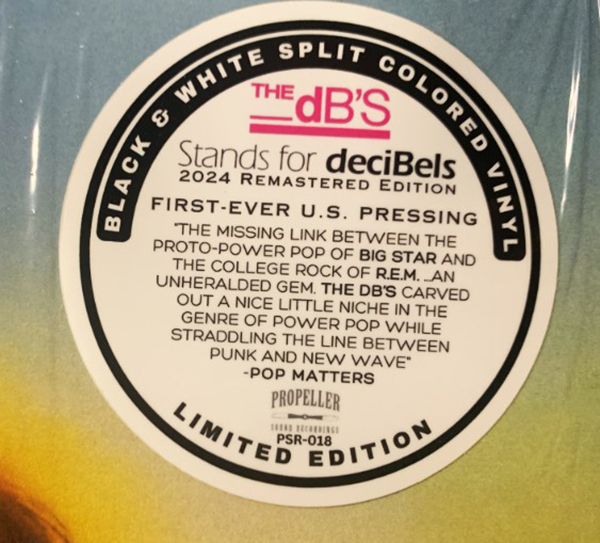 BLACK & WHITE SPLIT COLORED VINYL
THE dB'S
Stands for deciBels
2024 REMASTERED EDITION
FIRST-EVER U.S. PRESSING
"THE MISSING LINK BETWEEN THE
PROTO-POWER POP OF BIG STAR AND
THE COLLEGE ROCK OF R.E.M. ...AN
UNHERALDED GEM. THE DB'S CARVED
OUT A NICE LITTLE NICHE IN THE
GENRE OF POWER POP WHILE
STRADDLING THE LINE BETWEEN
PUNK AND NEW WAVE"
-POP MATTERS
PROPELLER
SOUND RECORDINGS
PSR-018
LIMITED EDITION